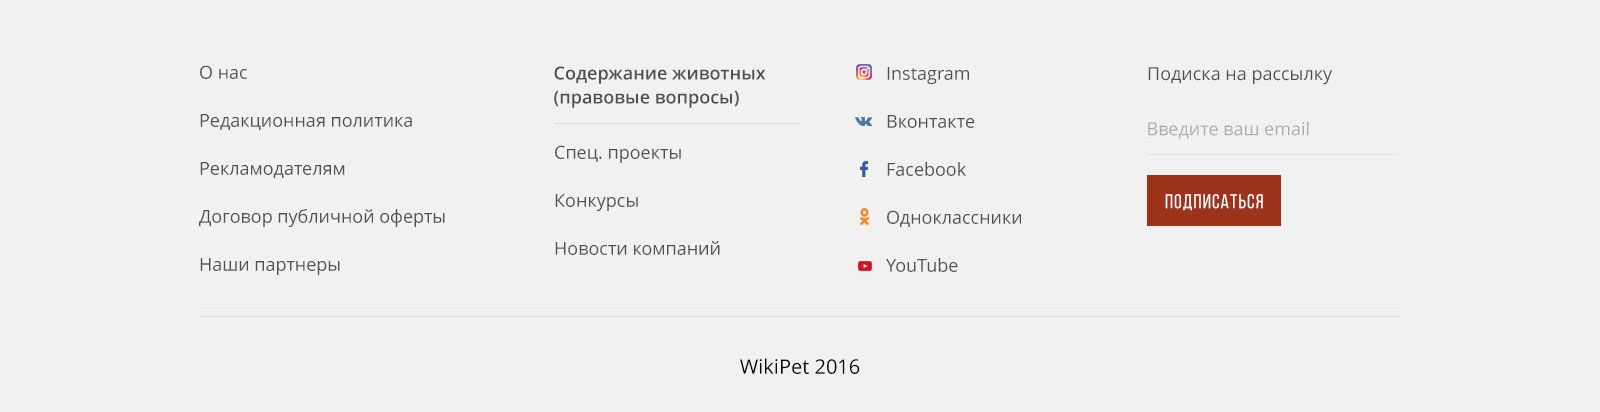 О нас
Редакционная политика
Рекламодателям
Договор публичной оферты
Наши партнеры
Содержание животных
(правовые вопросы)
Спец. проекты
Конкурсы
Новости компаний
Instagram
Вконтакте
Facebook
Одноклассники
YouTube
Подиска на рассылку
Введите ваш email
ПОДПИСАТЬСЯ
WikiPet 2016